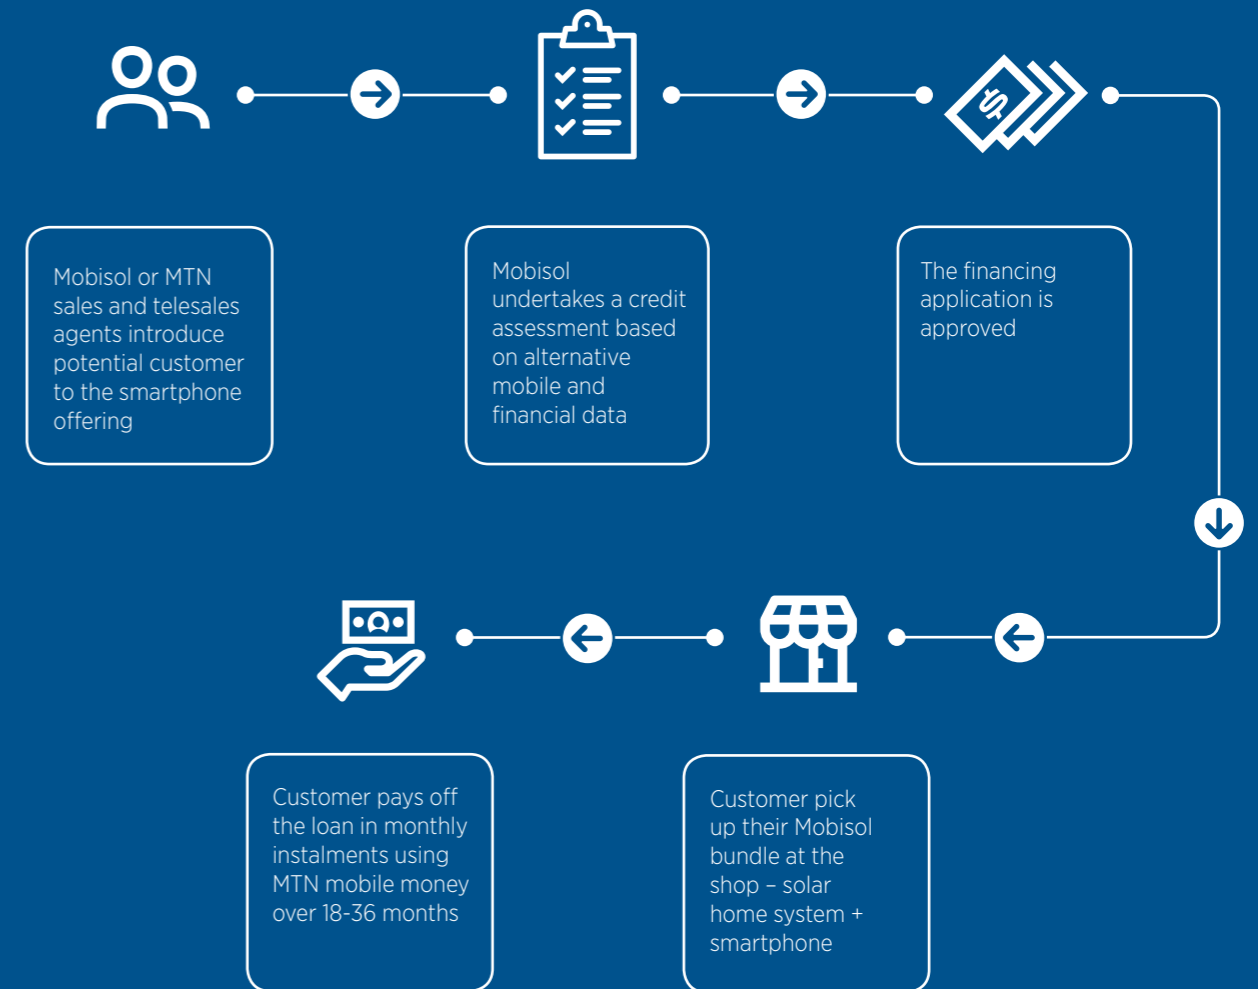 Mobisol or MTN
sales and telesales
agents introduce
potential customer
to the smartphone
offering
Mobisol
undertakes a credit
assessment based
on alternative
mobile and
financial data
The financing
application is
approved
Customer pick
up their Mobisol
bundle at the
shop – solar
home system +
smartphone
Customer pays off
the loan in monthly
instalments using
MTN mobile money
over 18-36 months